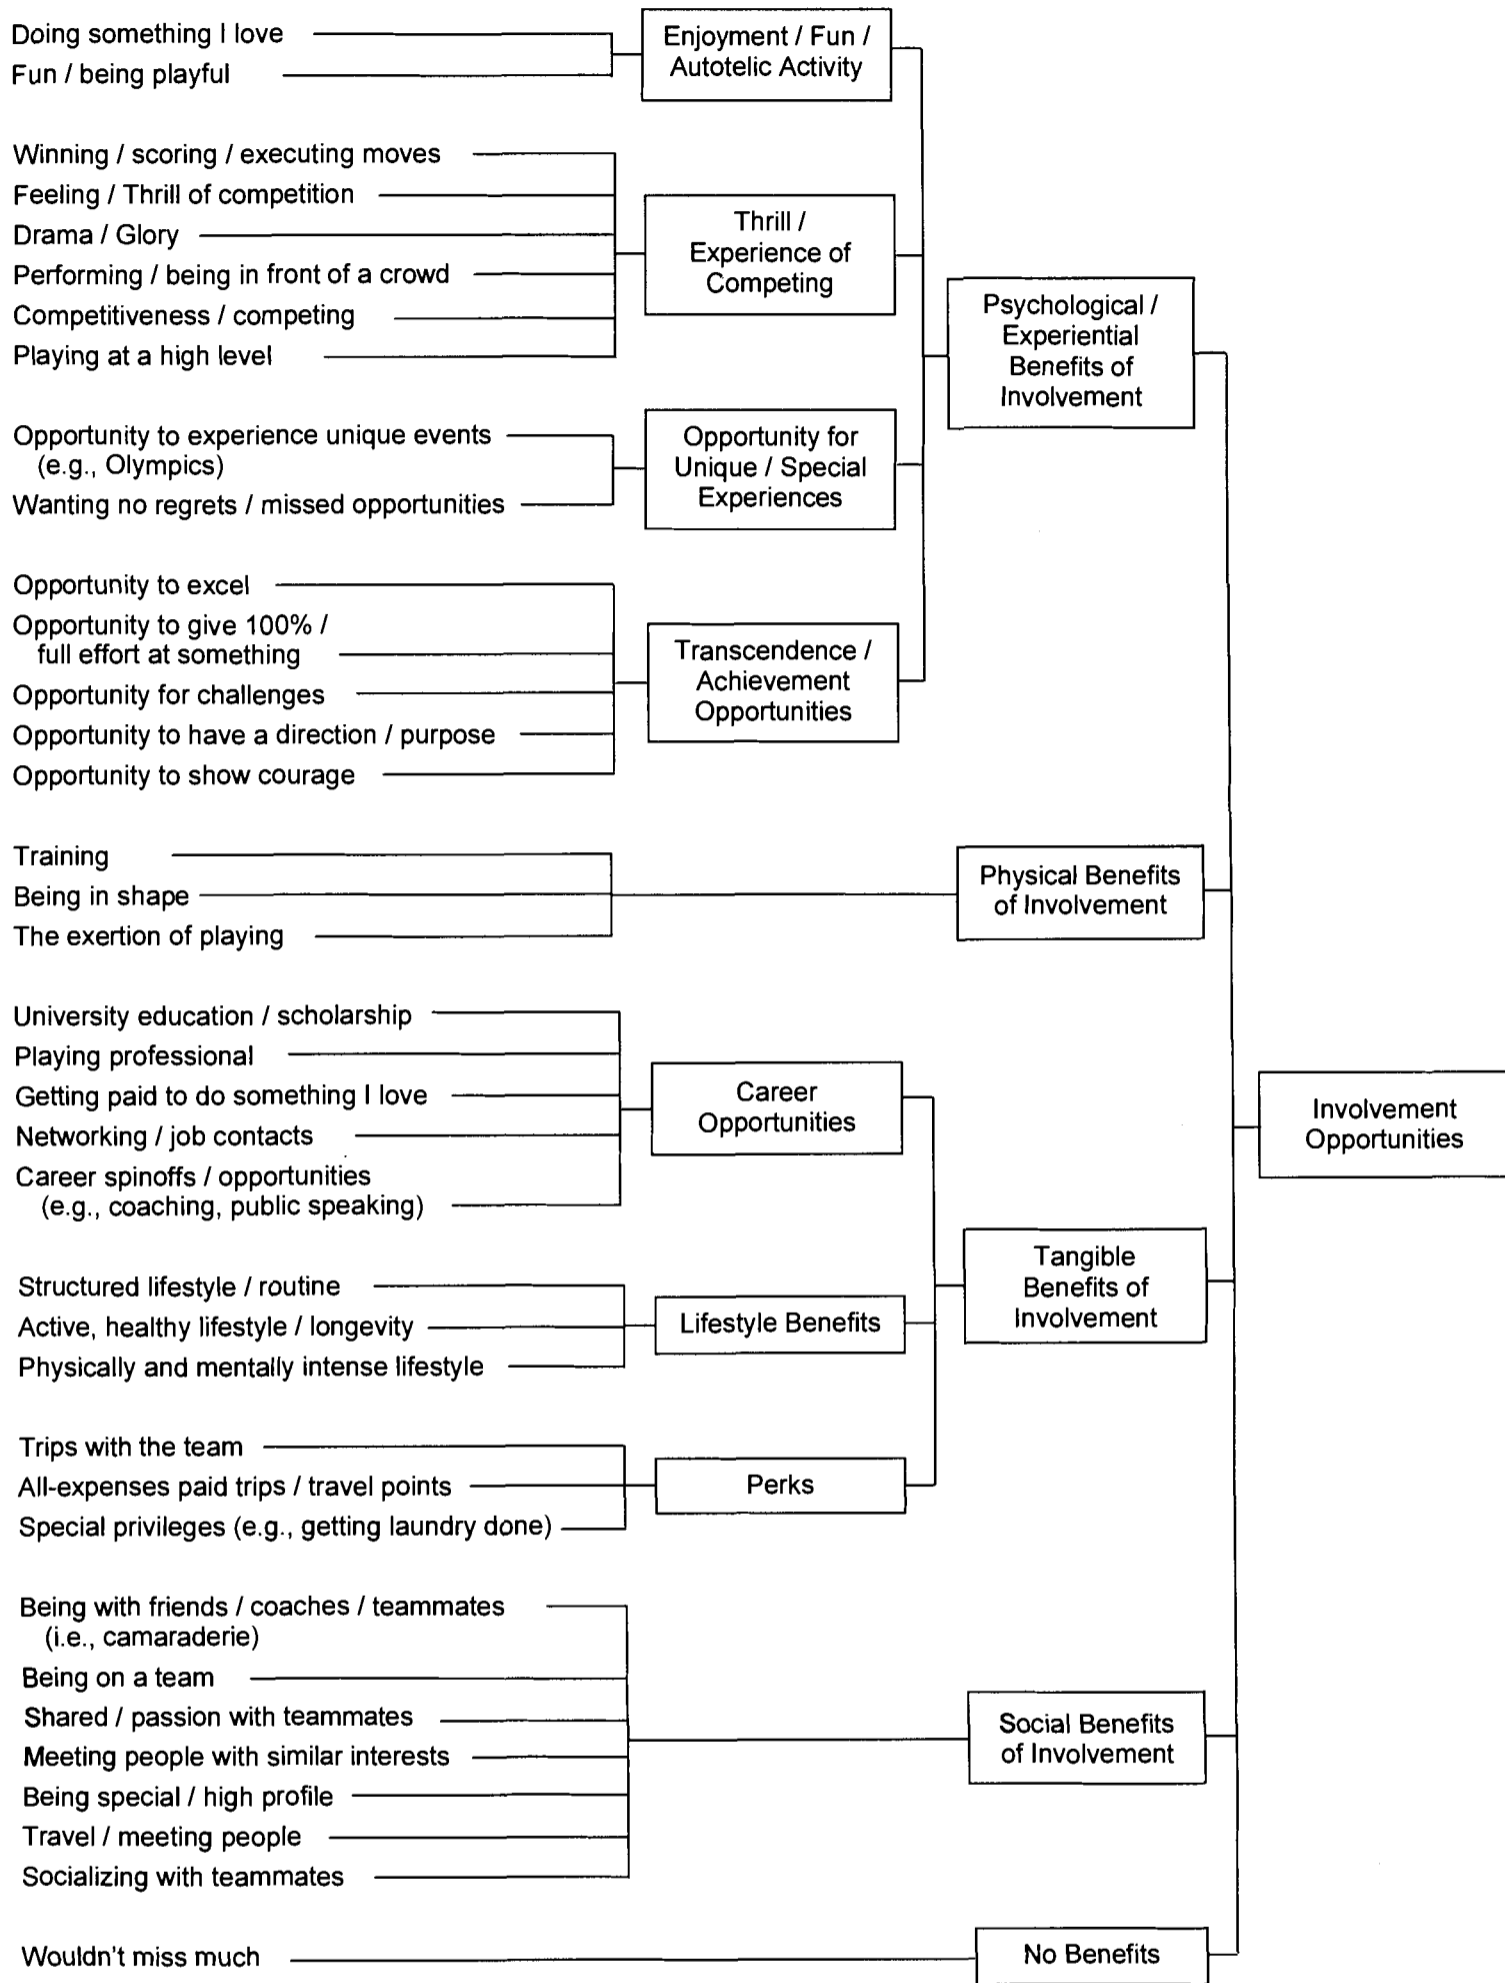 Doing something I love
Fun / being playful
Enjoyment / Fun /
Autotelic Activity
Winning / scoring / executing moves
Feeling / Thrill of competition
Drama / Glory
Performing / being in front of a crowd
Competitiveness / competing
Playing at a high level
Thrill /
Experience of
Competing
Psychological /
Experiential
Benefits of
Involvement
Opportunity to experience unique events
(e.g., Olympics)
Wanting no regrets / missed opportunities
Opportunity for
Unique / Special
Experiences
Opportunity to excel
Opportunity to give 100% /
full effort at something
Opportunity for challenges
Opportunity to have a direction / purpose
Opportunity to show courage
Transcendence /
Achievement
Opportunities
Training
Being in shape
The exertion of playing
Physical Benefits
of Involvement
University education / scholarship
Playing professional
Getting paid to do something I love
Networking / job contacts
Career spinoffs / opportunities
(e.g., coaching, public speaking)
Career
Opportunities
Involvement
Opportunities
Structured lifestyle / routine
Active, healthy lifestyle / longevity
Physically and mentally intense lifestyle
Lifestyle Benefits
Tangible
Benefits of
Involvement
Trips with the team
All-expenses paid trips / travel points
Special privileges (e.g., getting laundry done)
Perks
Being with friends / coaches / teammates
(i.e., camaraderie)
Being on a team
Shared / passion with teammates
Meeting people with similar interests
Being special / high profile
Travel / meeting people
Socializing with teammates
Social Benefits
of Involvement
Wouldn't miss much
No Benefits